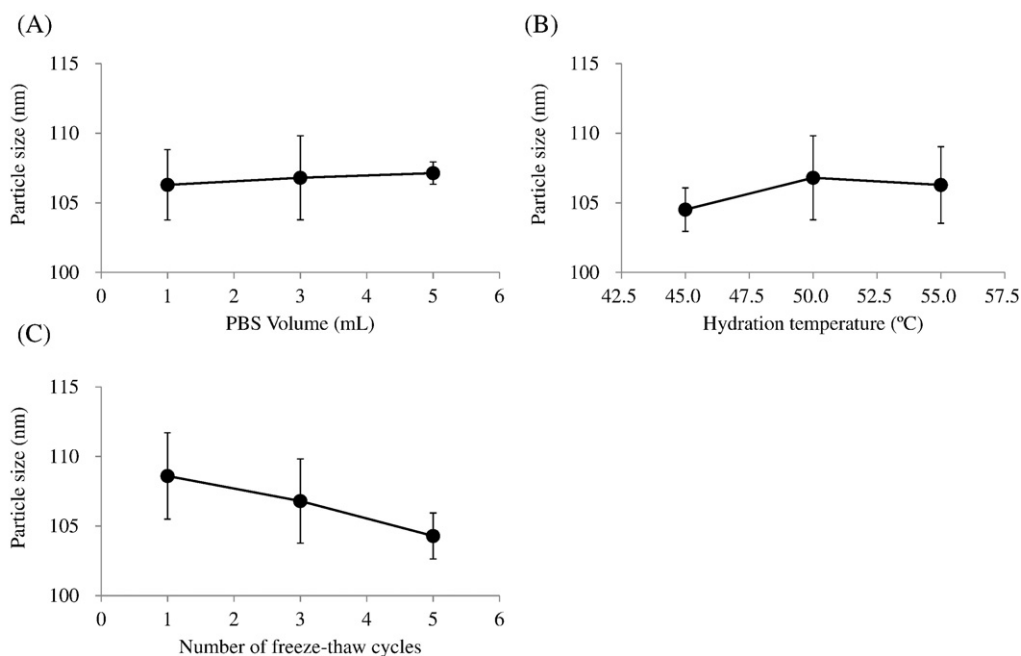 (A)
115
110
105
100
Particle size (nm)
0 1 2 3 4 5 6
PBS Volume (mL)
(B)
115
110
105
100
Particle size (nm)
42.5 45.0 47.5 50.0 52.5 55.0 57.5
Hydration temperature (ºC)
(C)
115
110
105
100
Particle size (nm)
0 1 2 3 4 5 6
Number of freeze-thaw cycles